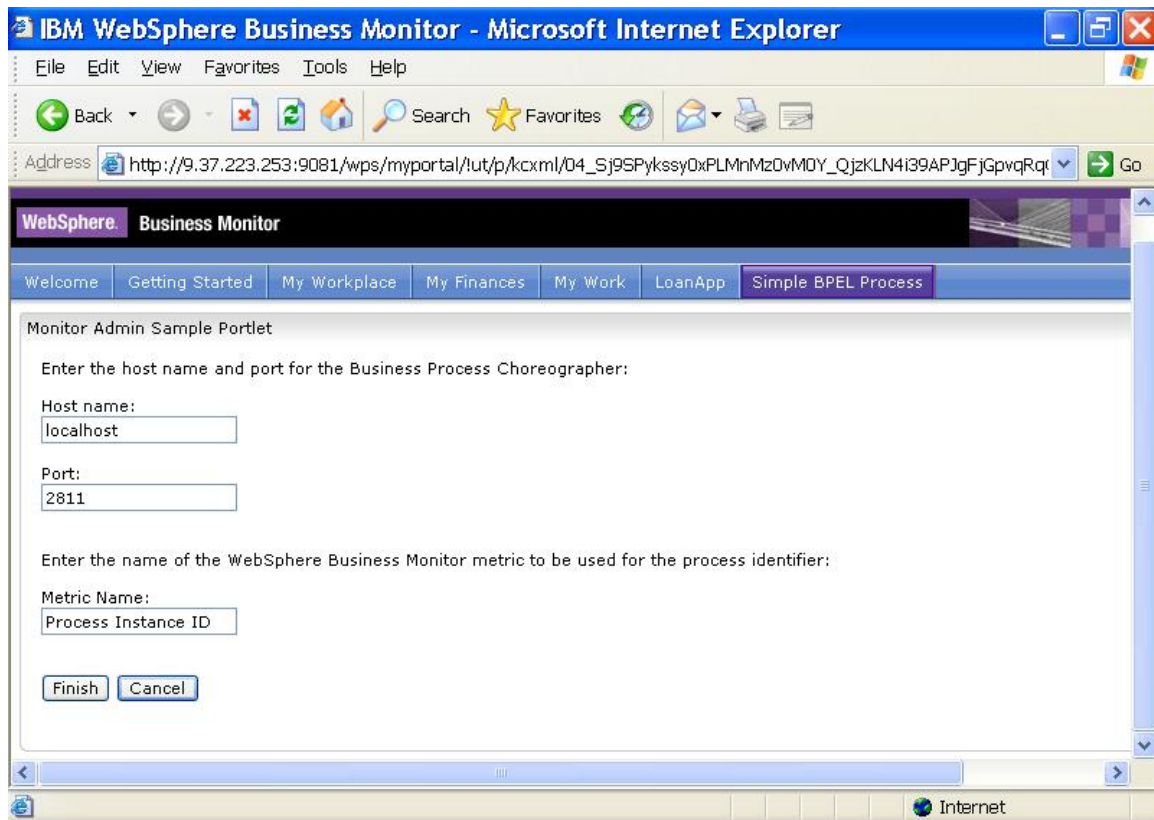 IBM WebSphere Business Monitor - Microsoft Internet Explorer
File Edit View Favorites Tools Help
Back Search Favorites
Address http://9.37.223.253:9081/wps/myportal/!ut/p/kcxml/04_Sj9SPykssy0xPLMnMz0vM0Y_QjzKLN4i39APJgFjGpvqRq Go
WebSphere. Business Monitor
Welcome Getting Started My Workplace My Finances My Work LoanApp Simple BPEL Process
Monitor Admin Sample Portlet
Enter the host name and port for the Business Process Choreographer:
Host name:
localhost
Port:
2811
Enter the name of the WebSphere Business Monitor metric to be used for the process identifier:
Metric Name:
Process Instance ID
Finish Cancel
Internet